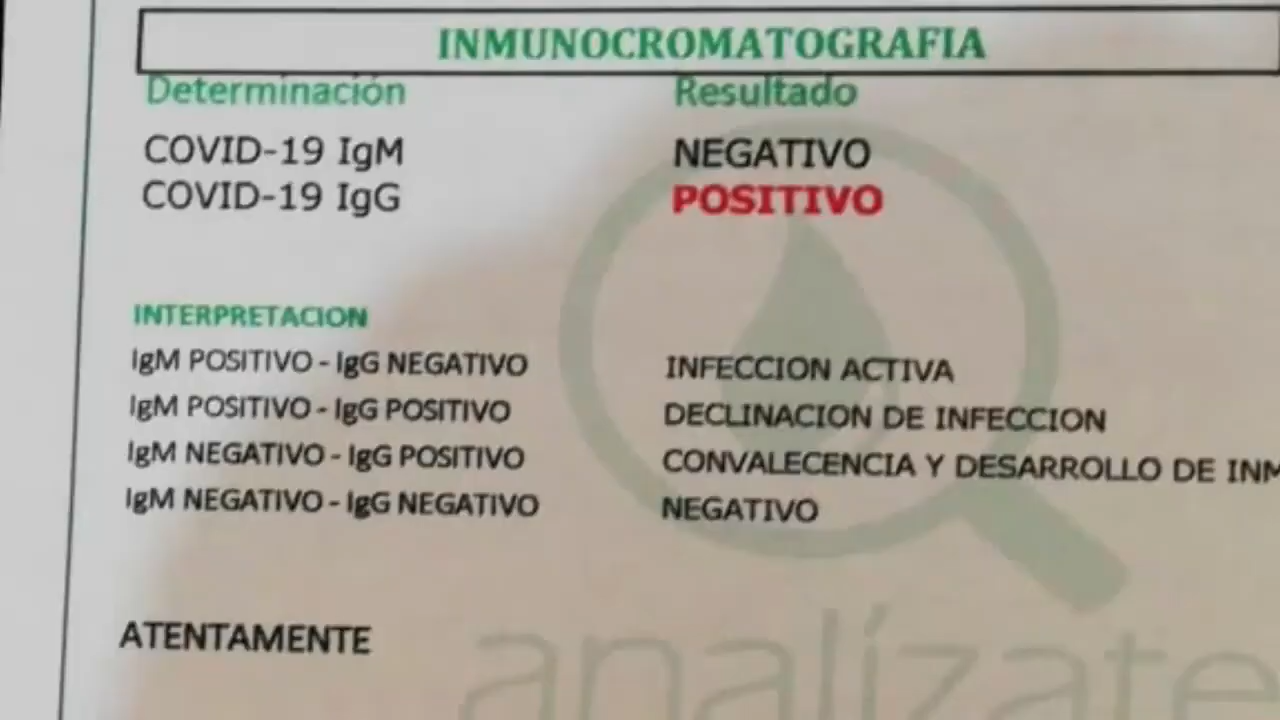 INMUNOCROMATOGRAFIA
Determinación Resultado
COVID-19 IgM NEGATIVO
COVID-19 IgG POSITIVO
INTERPRETACION
IgM POSITIVO - IgG NEGATIVO INFECCION ACTIVA
IgM POSITIVO - IgG POSITIVO DECLINACION DE INFECCION
IgM NEGATIVO - IgG POSITIVO CONVALECENCIA Y DESARROLLO DE INM
IgM NEGATIVO - IgG NEGATIVO NEGATIVO
ATENTAMENTE
analízate